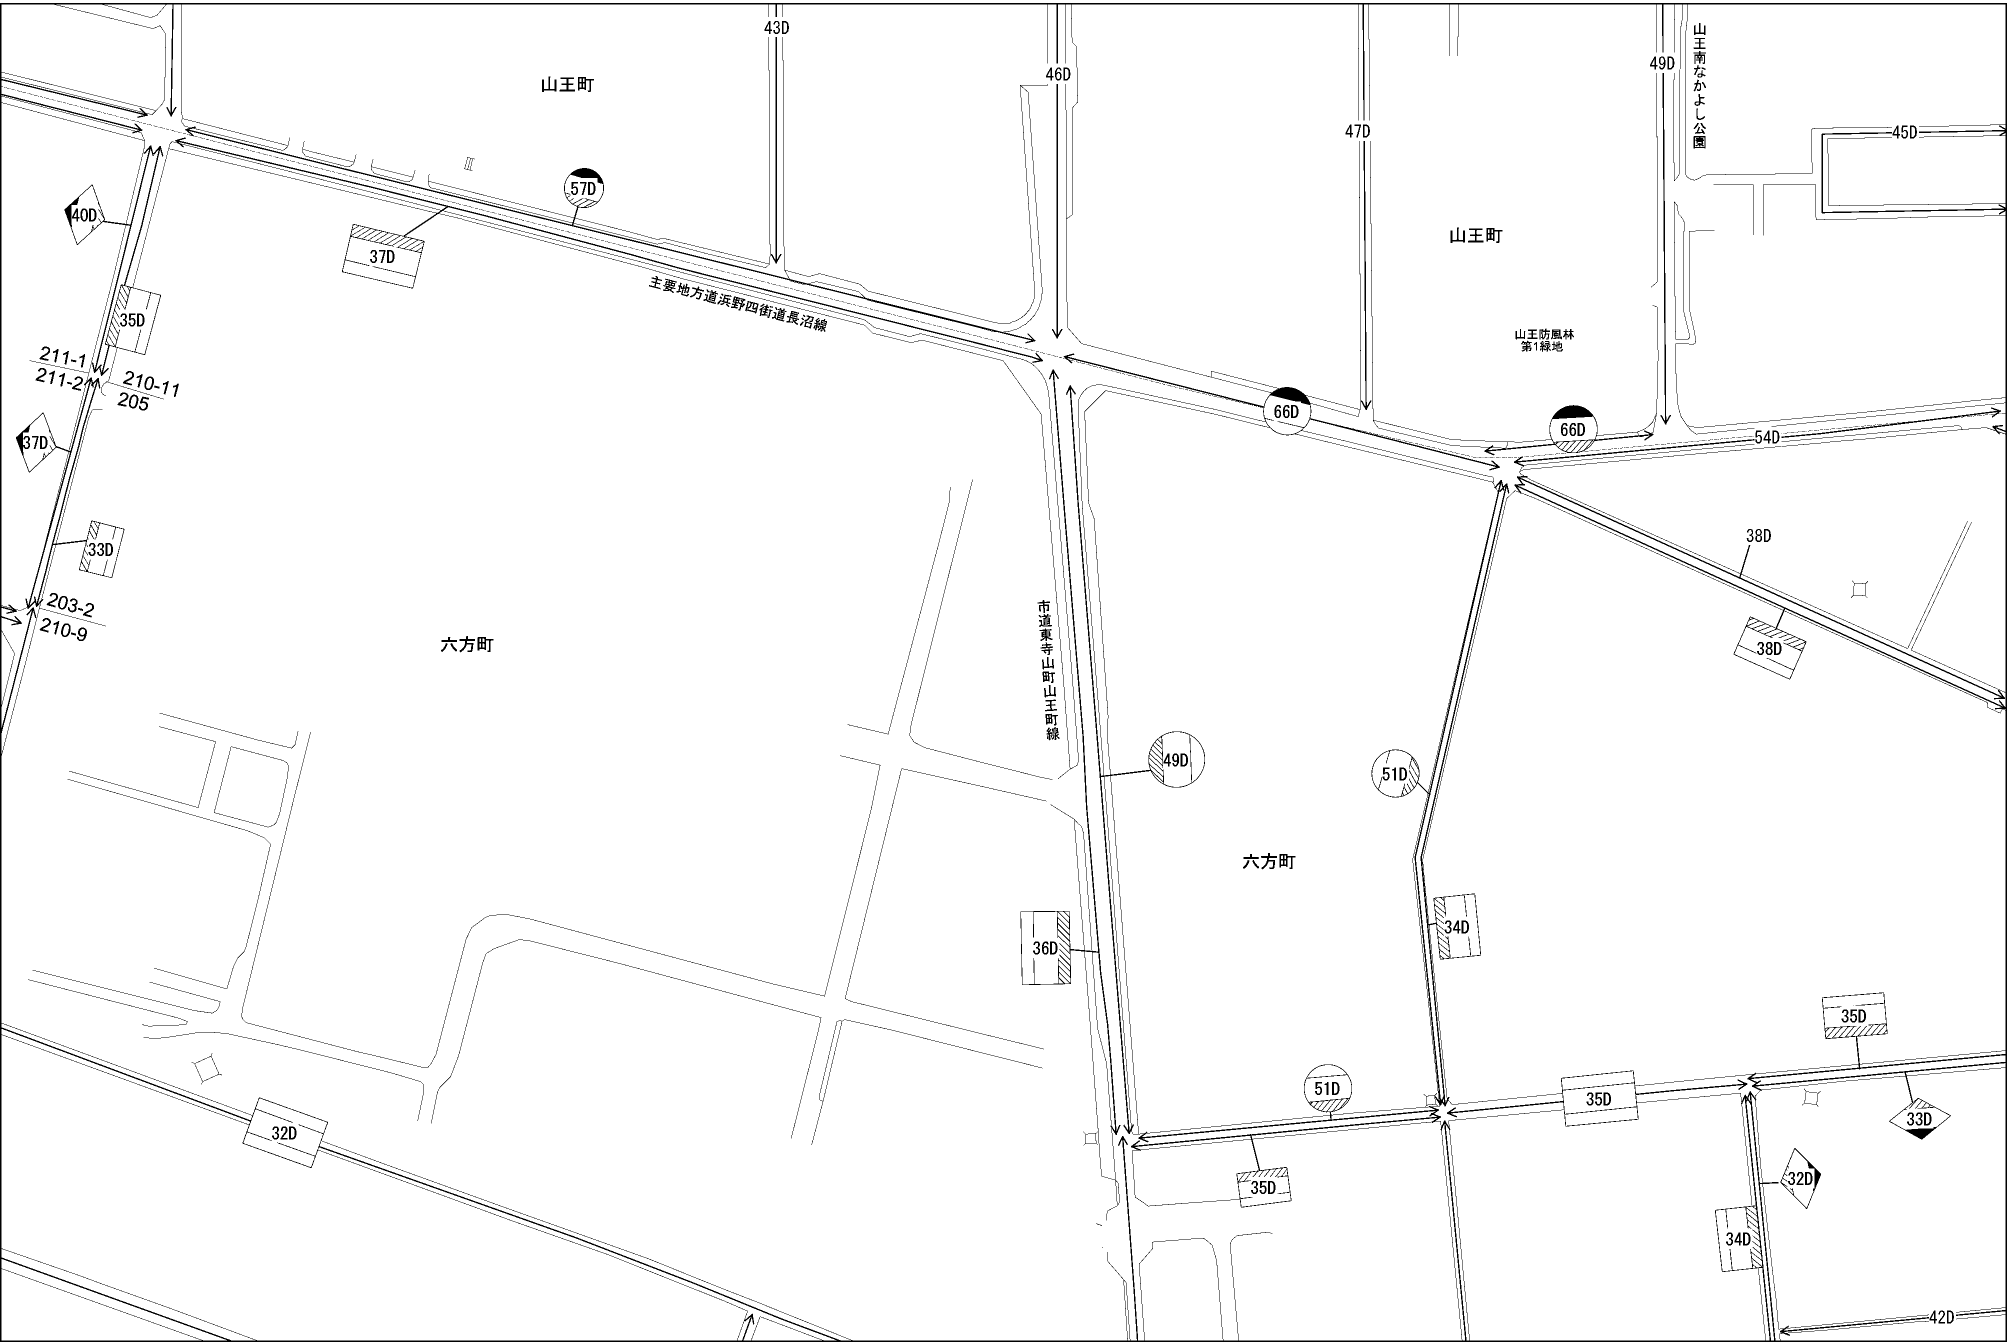 43D
46D
49D
山王南なかよし公園
山王町
47D
45D
57D
40D
37D
山王町
主要地方道浜野四街道長沼線
35D
山王防風林
第1緑地
211-1
211-2
210-11
205
66D
66D
54D
37D
38D
33D
203-2
210-9
六方町
市道東寺山町山王町線
38D
49D
51D
六方町
34D
36D
35D
51D
35D
33D
32D
35D
32D
34D
42D